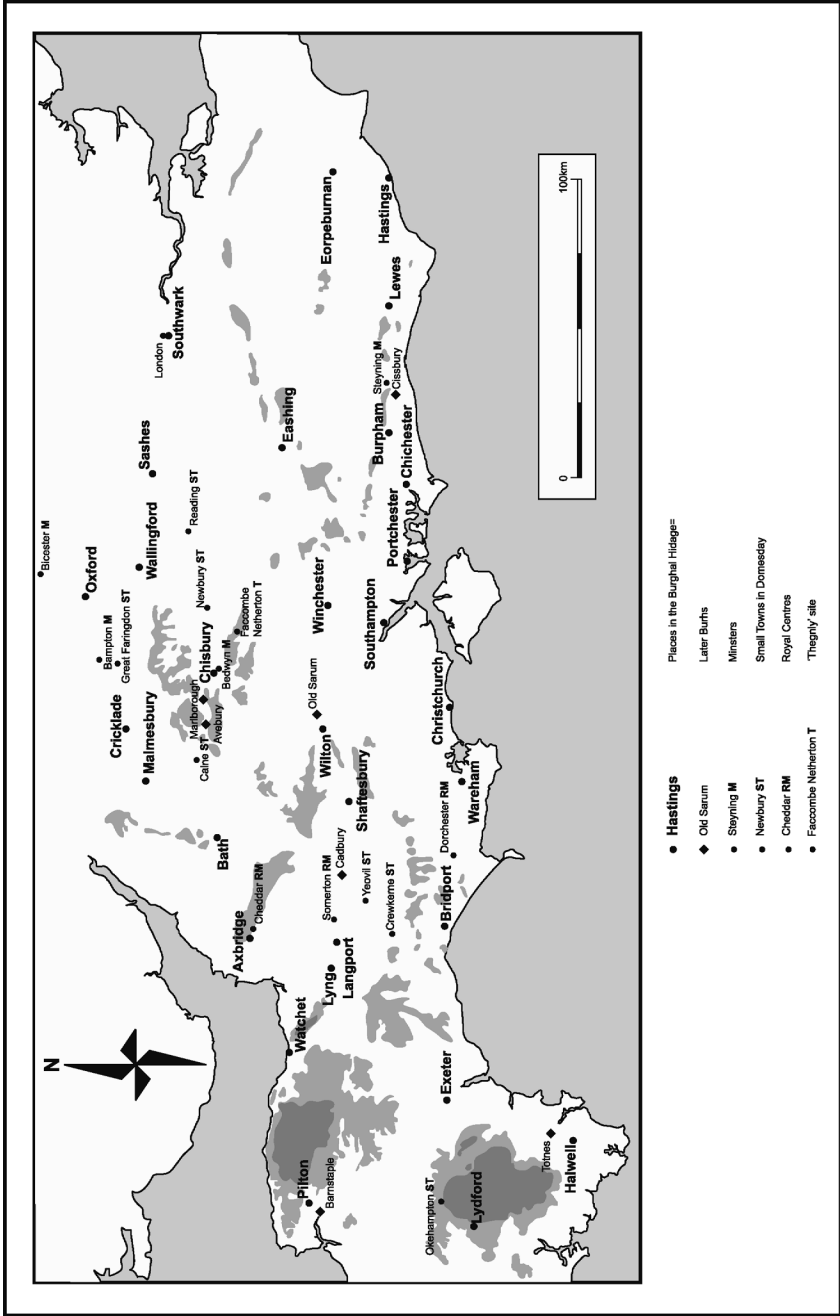 N
Bicester M
Oxford
Bampton M
Great Faringdon ST
Cricklade
Malmesbury
Wallingford
Sashes
London
Southwark
Reading ST
Newbury ST
Chisbury
Bedwyn M
Marlborough
Calne ST
Avebury
Faccombe
Netherton T
Bath
Axbridge
Cheddar RM
Eashing
Eorpeburnan
Hastings
Lewes
Steyning M
Cissbury
Burpham
Chichester
Portchester
Southampton
Winchester
Old Sarum
Wilton
Shaftesbury
Christchurch
Wareham
Dorchester RM
Bridport
Somerton RM
Cadbury
Yeovil ST
Crewkerne ST
Lyng
Langport
Watchet
Exeter
Pilton
Barnstaple
Okehampton ST
Lydford
Totnes
Halwell
0
100km
Hastings
Places in the Burghal Hidage=
Old Sarum
Later Burhs
Steyning M
Minsters
Newbury ST
Small Towns in Domesday
Cheddar RM
Royal Centres
Faccombe Netherton T
'Thegnly' site